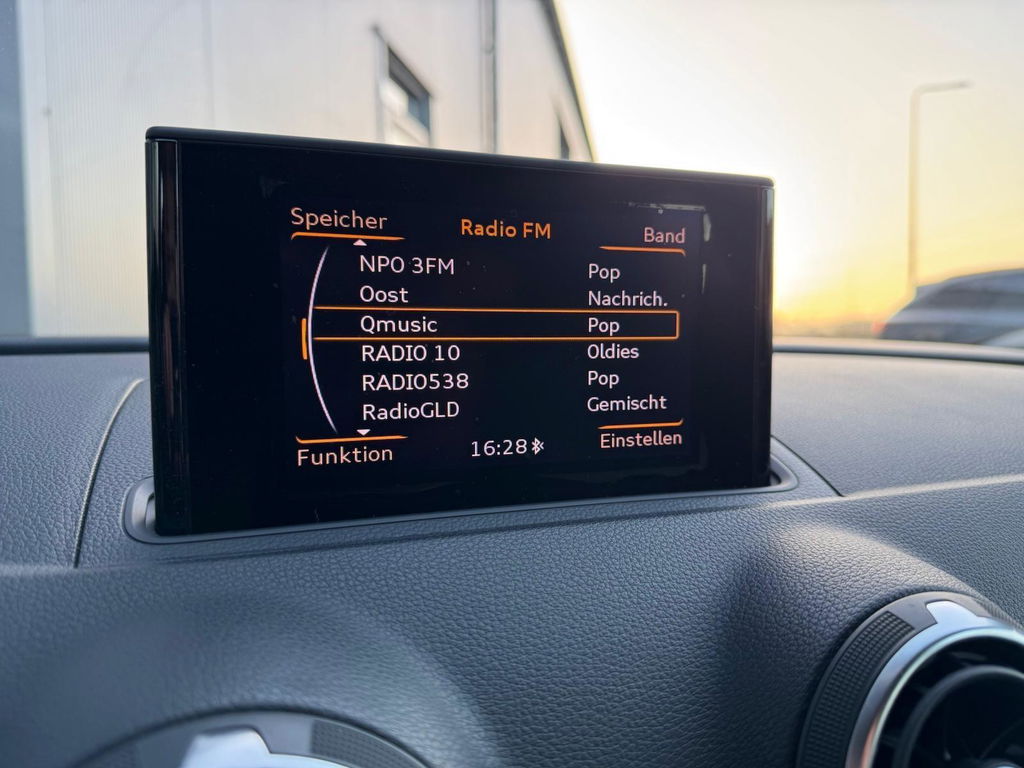 Speicher Radio FM Band
NPO 3FM Pop
Oost Nachrich.
Qmusic Pop
RADIO 10 Oldies
RADIO538 Pop
RadioGLD Gemischt
Funktion 16:28 Einstellen